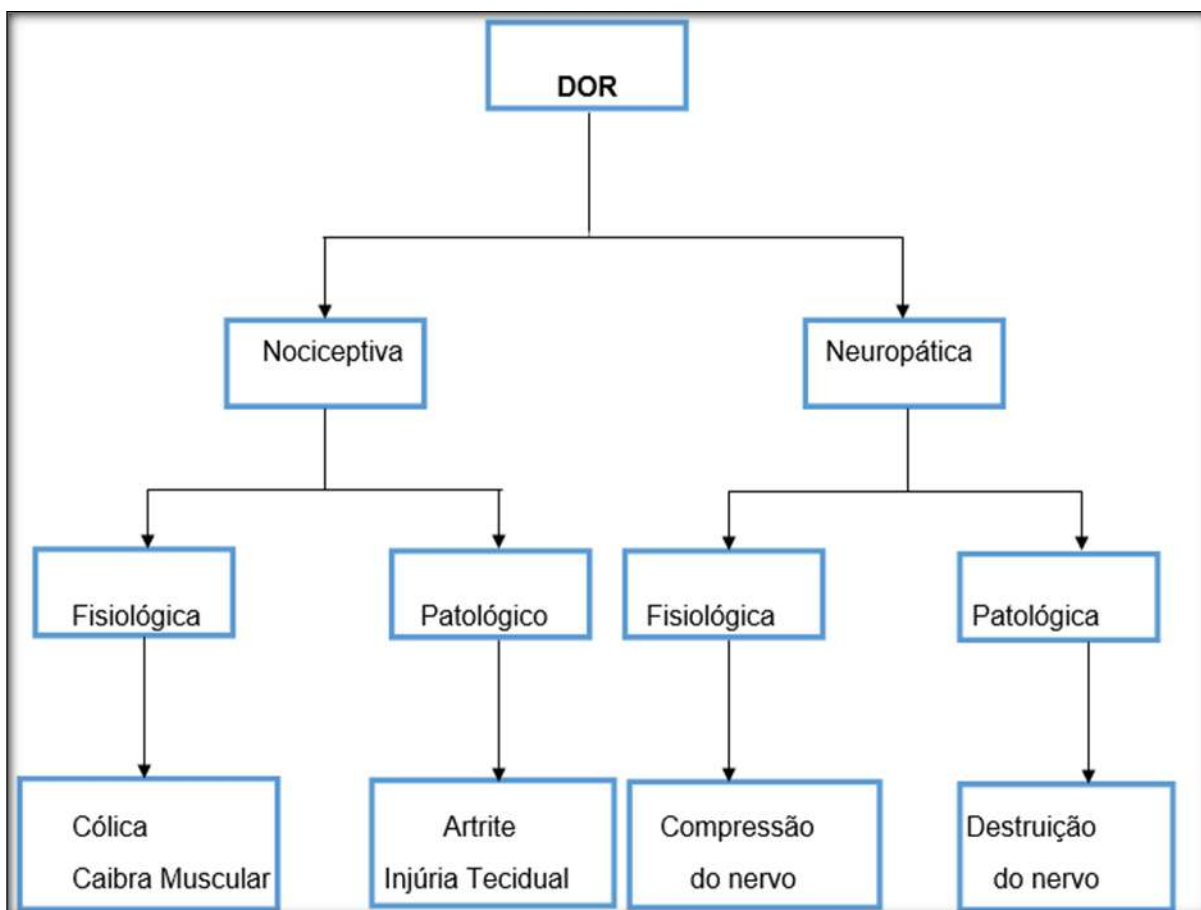 DOR
Nociceptiva
Neuropática
Fisiológica
Patológico
Fisiológica
Patológica
Cólica
Caibra Muscular
Artrite
Injúria Tecidual
Compressão
do nervo
Destruição
do nervo